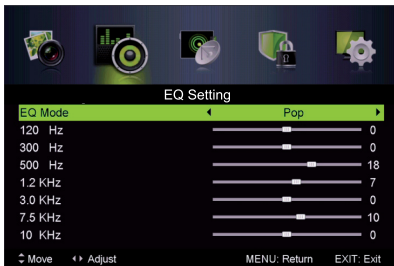 EQ Setting
EQ Mode Pop
120 Hz 0
300 Hz 0
500 Hz 18
1.2 KHz 7
3.0 KHz 0
7.5 KHz 10
10 KHz 0
Move Adjust MENU: Return EXIT: Exit